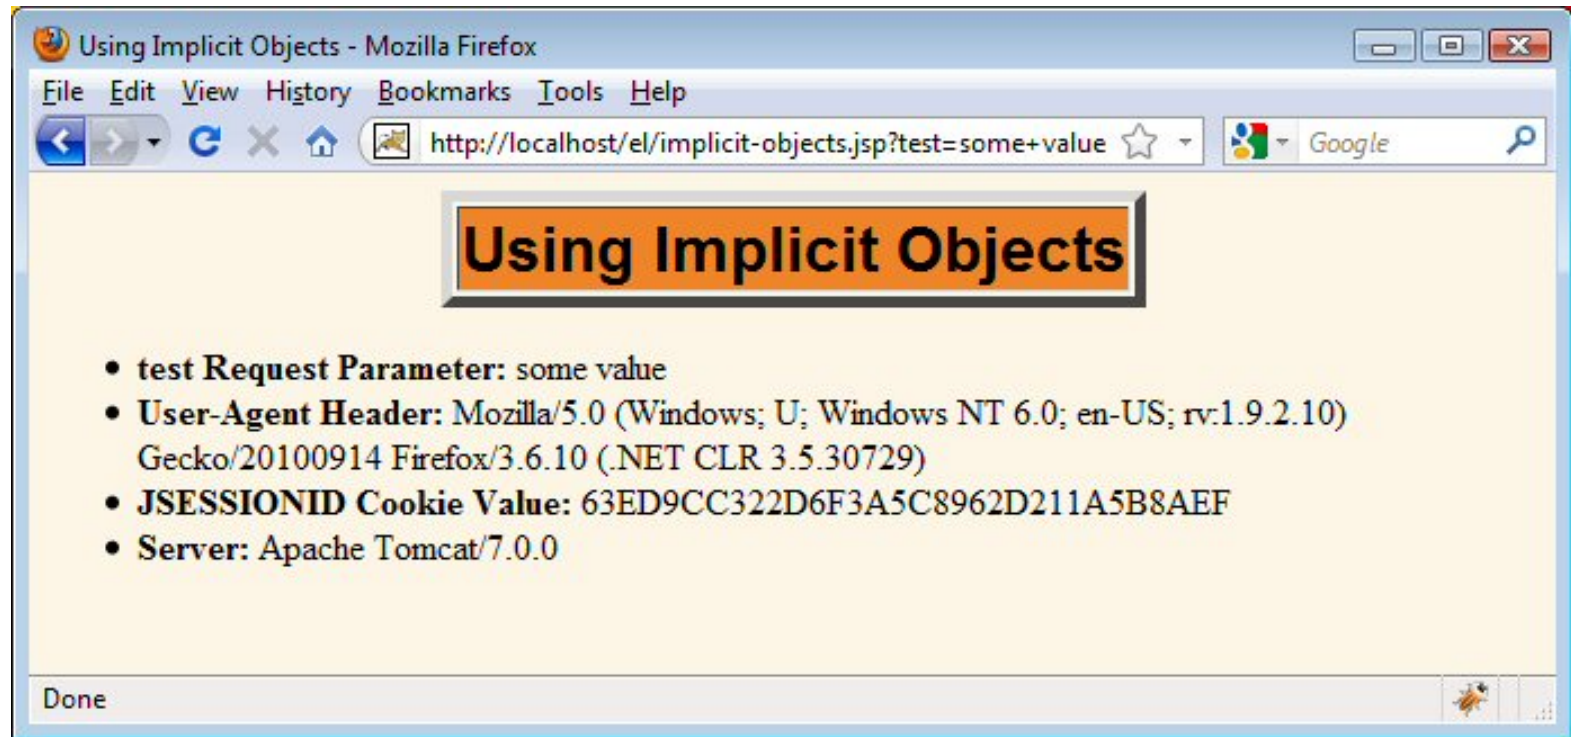 Using Implicit Objects - Mozilla Firefox
File Edit View History Bookmarks Tools Help
http://localhost/el/implicit-objects.jsp?test=some+value Google
Using Implicit Objects
• test Request Parameter: some value
• User-Agent Header: Mozilla/5.0 (Windows; U; Windows NT 6.0; en-US; rv:1.9.2.10)
Gecko/20100914 Firefox/3.6.10 (.NET CLR 3.5.30729)
• JSESSIONID Cookie Value: 63ED9CC322D6F3A5C8962D211A5B8AEF
• Server: Apache Tomcat/7.0.0
Done